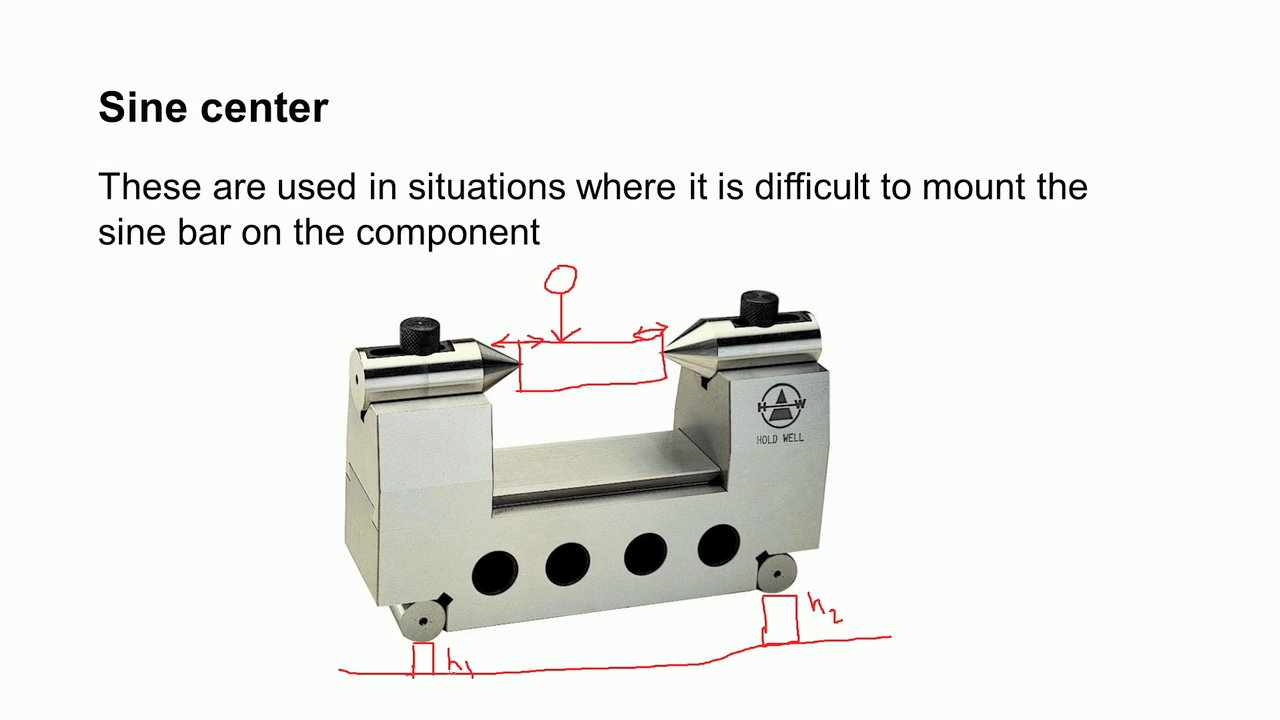 Sine center
These are used in situations where it is difficult to mount the
sine bar on the component
H W
HOLD WELL
h2
h1